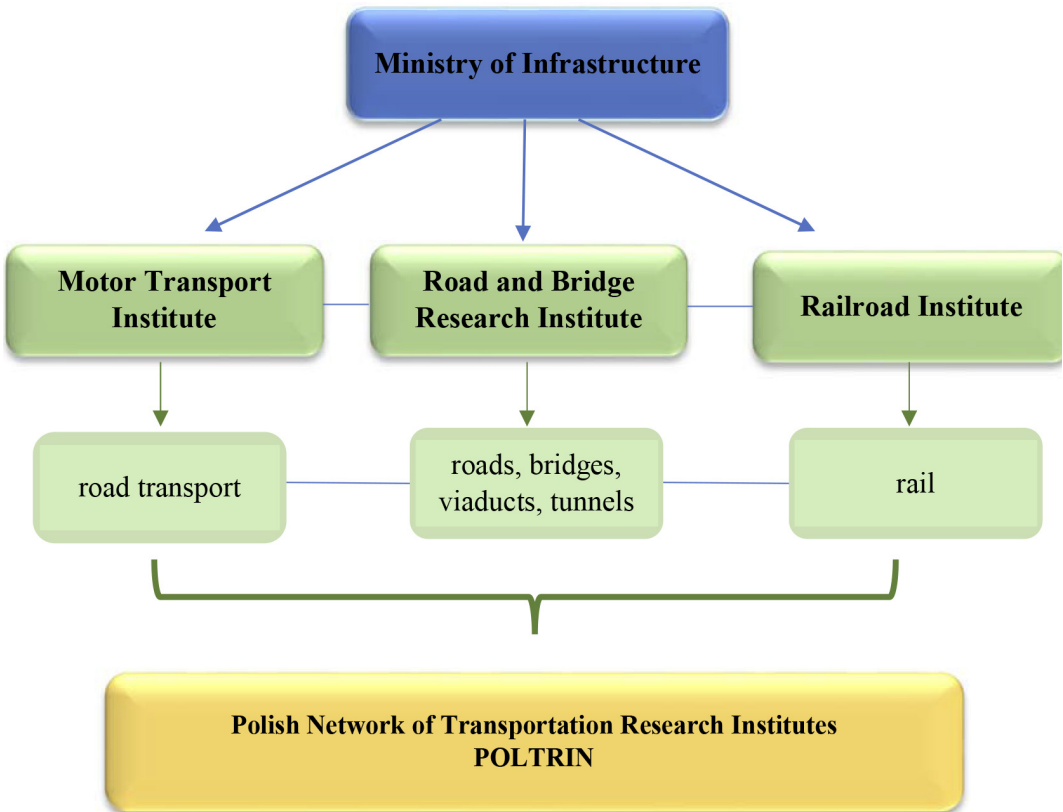 Ministry of Infrastructure
Motor Transport
Institute
Road and Bridge
Research Institute
Railroad Institute
road transport
roads, bridges,
viaducts, tunnels
rail
Polish Network of Transportation Research Institutes
POLTRIN